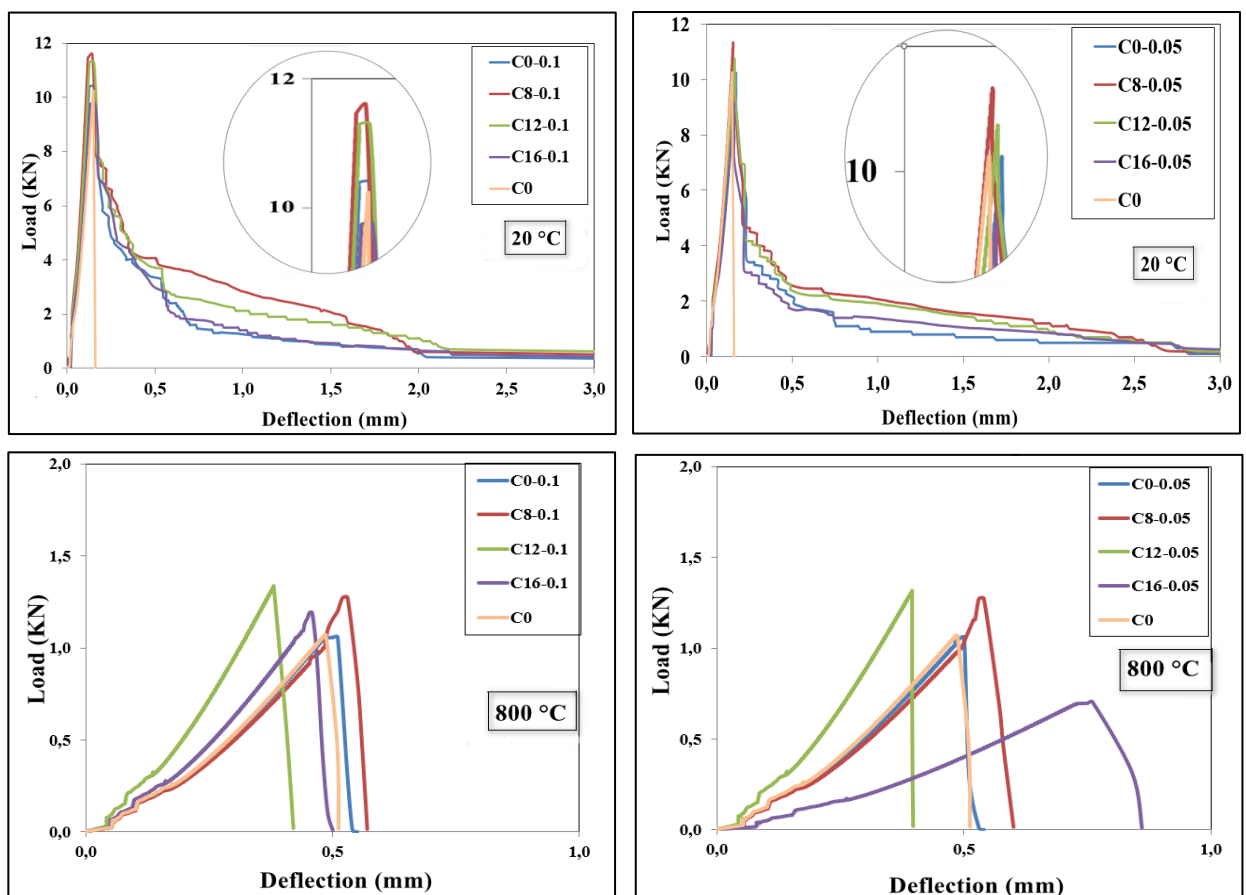 12
10
8
6
4
2
0
Load (KN)
0,0 0,5 1,0 1,5 2,0 2,5 3,0
Deflection (mm)
12
10
C0-0.1
C8-0.1
C12-0.1
C16-0.1
C0
20 °C
12
10
8
6
4
2
0
Load (KN)
0,0 0,5 1,0 1,5 2,0 2,5 3,0
Deflection (mm)
10
C0-0.05
C8-0.05
C12-0.05
C16-0.05
C0
20 °C
2,0
1,5
1,0
0,5
0,0
Load (KN)
0,0 0,5 1,0
Deflection (mm)
C0-0.1
C8-0.1
C12-0.1
C16-0.1
C0
800 °C
2,0
1,5
1,0
0,5
0,0
Load (KN)
0,0 0,5 1,0
Deflection (mm)
C0-0.05
C8-0.05
C12-0.05
C16-0.05
C0
800 °C